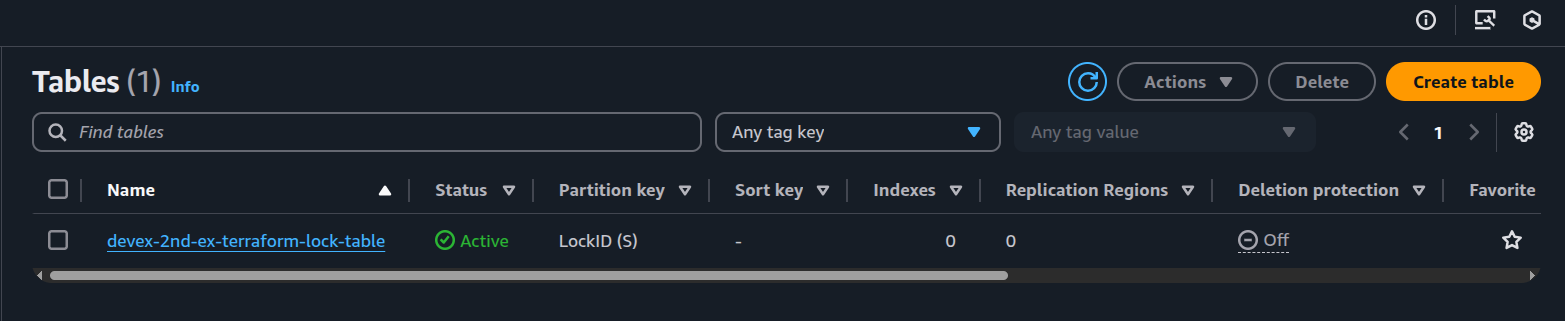 Tables (1) Info
Actions Delete Create table
Find tables Any tag key Any tag value 1
Name Status Partition key Sort key Indexes Replication Regions Deletion protection Favorite
devex-2nd-ex-terraform-lock-table Active LockID (S) - 0 0 Off